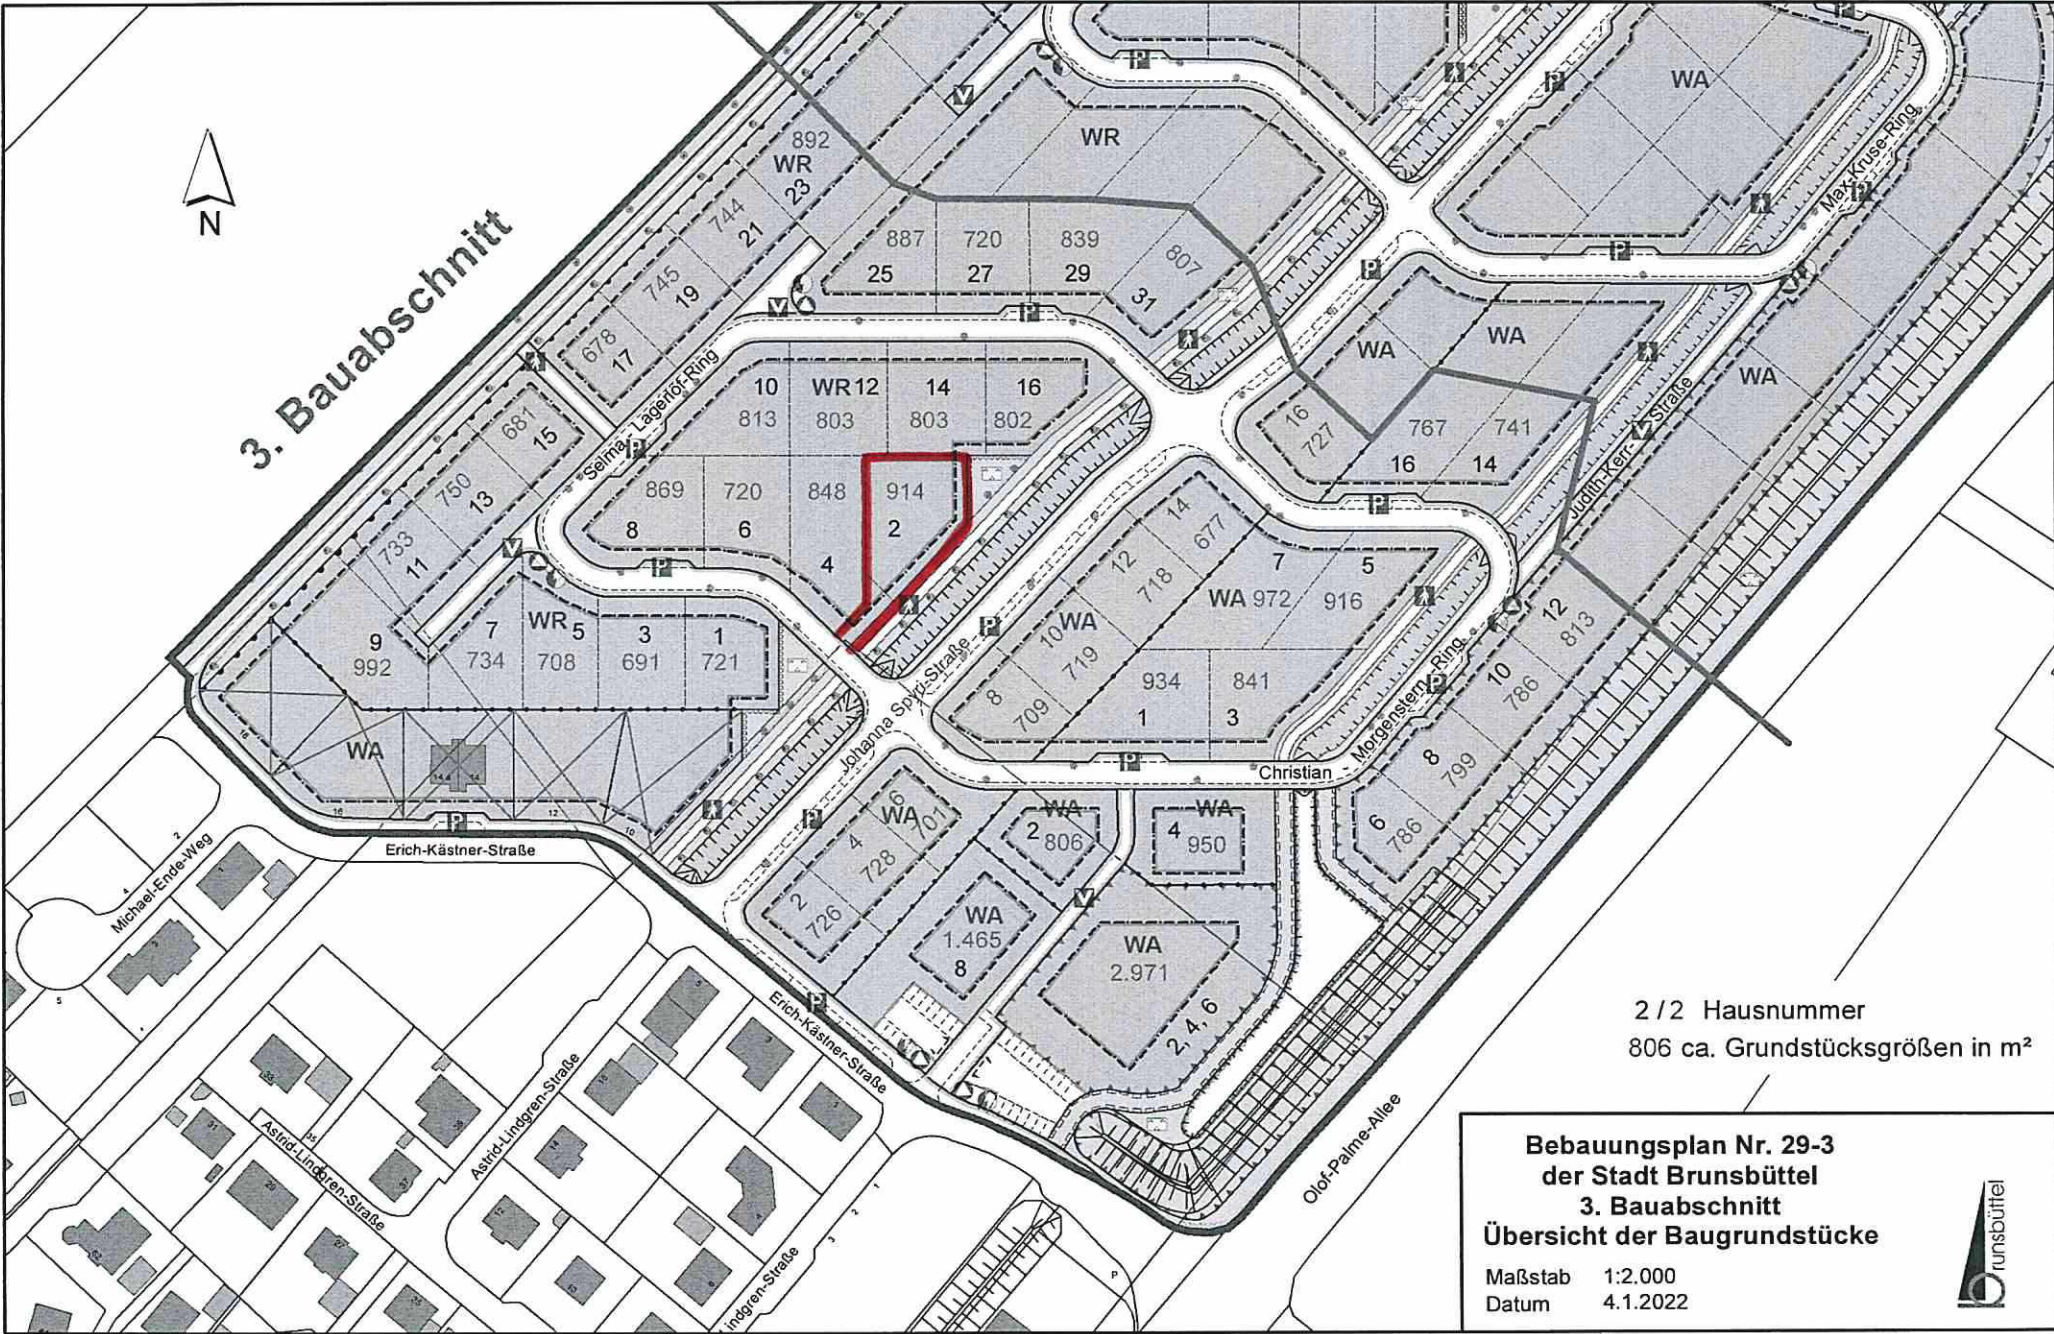 WA
WR
892
WR
23
744
21
745
19
678
17
Max-Kruse-Ring
887
720
839
807
25
27
29
31
N
3. Bauabschnitt
WA
WA
WA
16
727
767
741
16
14
Judith-Kerr-Straße
Selma-Lagerlöf-Ring
10
WR 12
14
16
813
803
803
802
681
15
750
13
733
11
869
720
848
914
8
6
4
2
14
677
12
718
10
WA
719
8
709
7
5
WA 972
916
934
841
1
3
9
992
7
WR 5
3
1
734
708
691
721
WA
14,4
14
16
16
12
10
Johanna Spyri-Straße
Christian - Morgenstern-Ring
12
813
10
786
8
799
6
786
6
WA
701
4
728
2
726
WA
2
806
WA
4
950
WA
1.465
8
WA
2.971
2, 4, 6
Erich-Kästner-Straße
Michael-Ende-Weg
Erich-Kästner-Straße
Astrid-Lindgren-Straße
Astrid-Lindgren-Straße
Lindgren-Straße
Olof-Palme-Allee
2 / 2 Hausnummer
806 ca. Grundstücksgrößen in m²
Bebauungsplan Nr. 29-3
der Stadt Brunsbüttel
3. Bauabschnitt
Übersicht der Baugrundstücke
Maßstab 1:2.000
Datum 4.1.2022
brunsbüttel